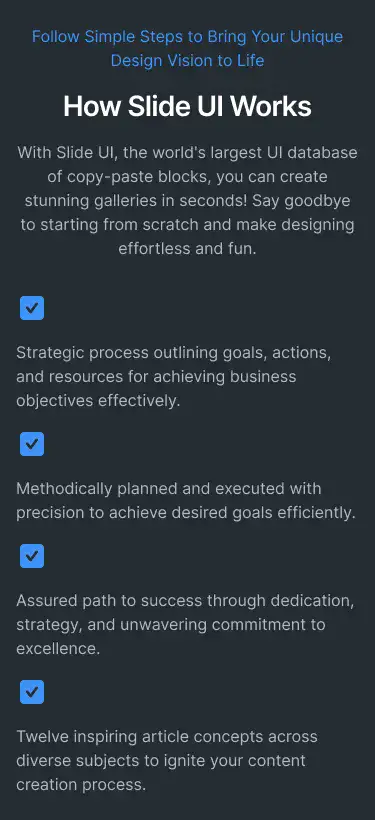 Follow Simple Steps to Bring Your Unique
Design Vision to Life
How Slide UI Works
With Slide UI, the world's largest UI database
of copy-paste blocks, you can create
stunning galleries in seconds! Say goodbye
to starting from scratch and make designing
effortless and fun.
Strategic process outlining goals, actions,
and resources for achieving business
objectives effectively.
Methodically planned and executed with
precision to achieve desired goals efficiently.
Assured path to success through dedication,
strategy, and unwavering commitment to
excellence.
Twelve inspiring article concepts across
diverse subjects to ignite your content
creation process.